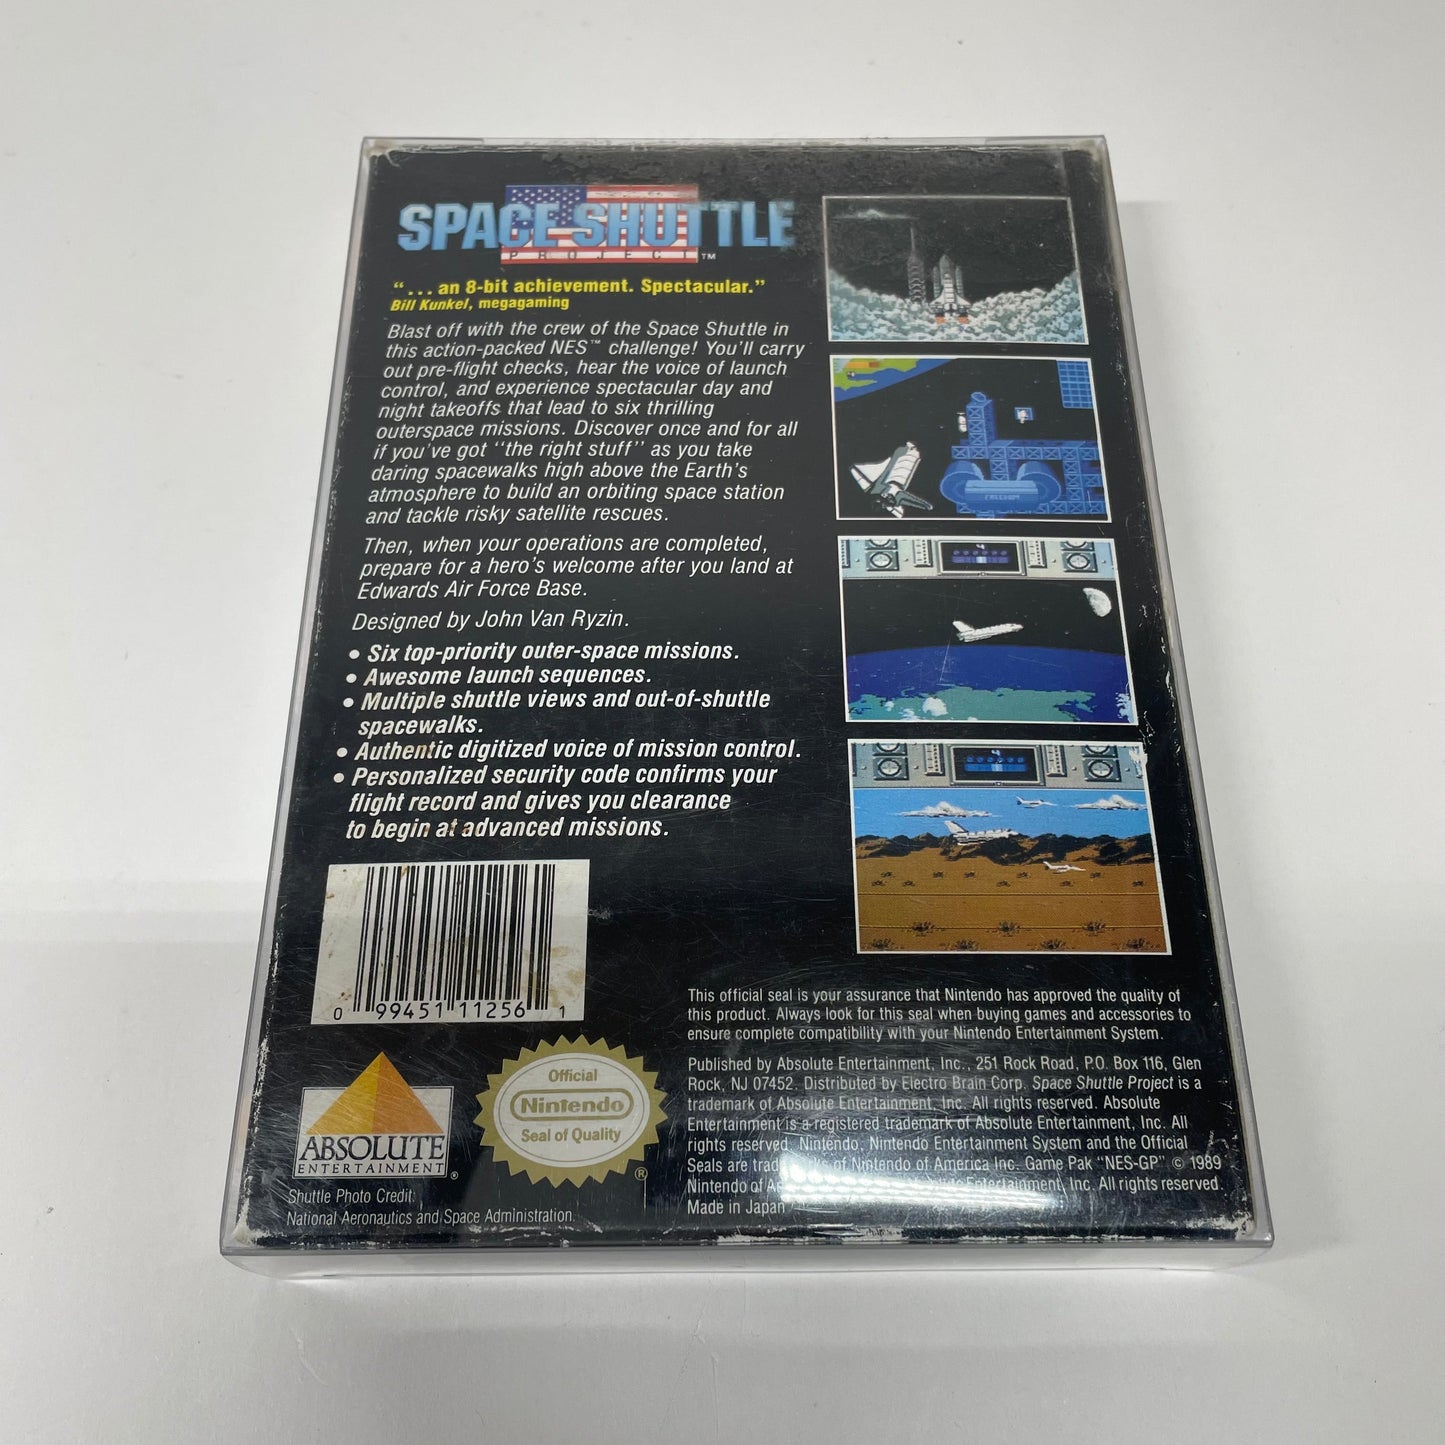 SPACE SHUTTLE
PROJECT™
"... an 8-bit achievement. Spectacular."
Bill Kunkel, megagaming
Blast off with the crew of the Space Shuttle in
this action-packed NES™ challenge! You'll carry
out pre-flight checks, hear the voice of launch
control, and experience spectacular day and
night takeoffs that lead to six thrilling
outerspace missions. Discover once and for all
if you've got "the right stuff" as you take
daring spacewalks high above the Earth's
atmosphere to build an orbiting space station
and tackle risky satellite rescues.
Then, when your operations are completed,
prepare for a hero's welcome after you land at
Edwards Air Force Base.
Designed by John Van Ryzin.
• Six top-priority outer-space missions.
• Awesome launch sequences.
• Multiple shuttle views and out-of-shuttle
spacewalks.
• Authentic digitized voice of mission control.
• Personalized security code confirms your
flight record and gives you clearance
to begin at advanced missions.
FREEDOM
0 99451 11256 1
ABSOLUTE
ENTERTAINMENT®
Shuttle Photo Credit:
National Aeronautics and Space Administration.
Official
Nintendo
Seal of Quality
®
This official seal is your assurance that Nintendo has approved the quality of
this product. Always look for this seal when buying games and accessories to
ensure complete compatibility with your Nintendo Entertainment System.
Published by Absolute Entertainment, Inc., 251 Rock Road, P.O. Box 116, Glen
Rock, NJ 07452. Distributed by Electro Brain Corp. Space Shuttle Project is a
trademark of Absolute Entertainment, Inc. All rights reserved. Absolute
Entertainment is a registered trademark of Absolute Entertainment, Inc. All
rights reserved. Nintendo, Nintendo Entertainment System and the Official
Seals are of Nintendo of America Inc. Game Pak "NES-GP" © 1989
Nintendo of Entertainment, Inc. All rights reserved.
Made in Japan